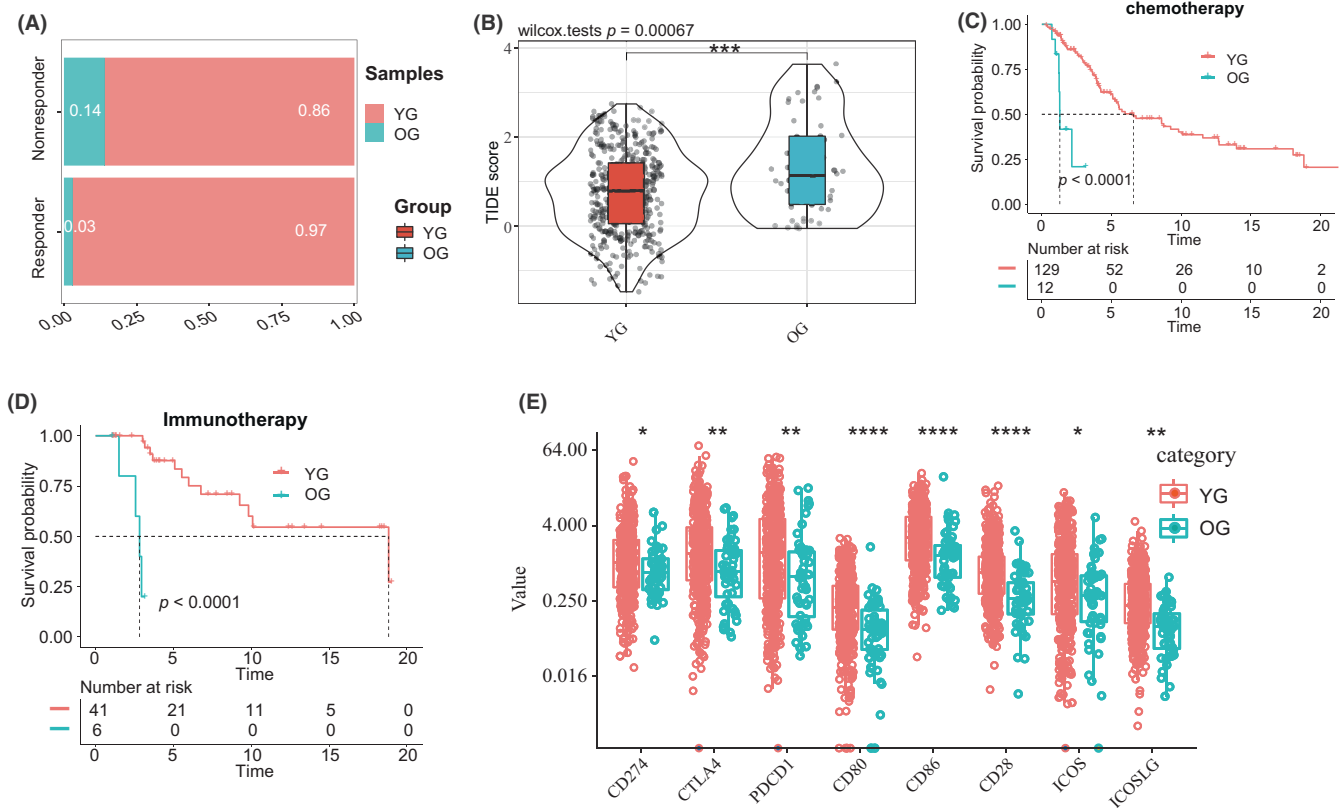 (A)
Nonresponder
Responder
0.14
0.86
0.03
0.97
0.00
0.25
0.50
0.75
1.00
Samples
YG
OG
Group
YG
OG
(B)
wilcox.tests p = 0.00067
***
TIDE score
4
2
0
YG
OG
(C)
chemotherapy
Survival probability
1.00
0.75
0.50
0.25
0.00
YG
OG
p < 0.0001
0 5 10 15 20
Time
Number at risk
129 52 26 10 2
12 0 0 0 0
0 5 10 15 20
Time
(D)
Immunotherapy
Survival probability
1.00
0.75
0.50
0.25
0.00
YG
OG
p < 0.0001
0 5 10 15 20
Time
Number at risk
41 21 11 5 0
6 0 0 0 0
0 5 10 15 20
Time
(E)
* ** ** **** **** **** * **
Value
64.00
4.000
0.250
0.016
category
YG
OG
CD274
CTLA4
PDCD1
CD80
CD86
CD28
ICOS
ICOSLG